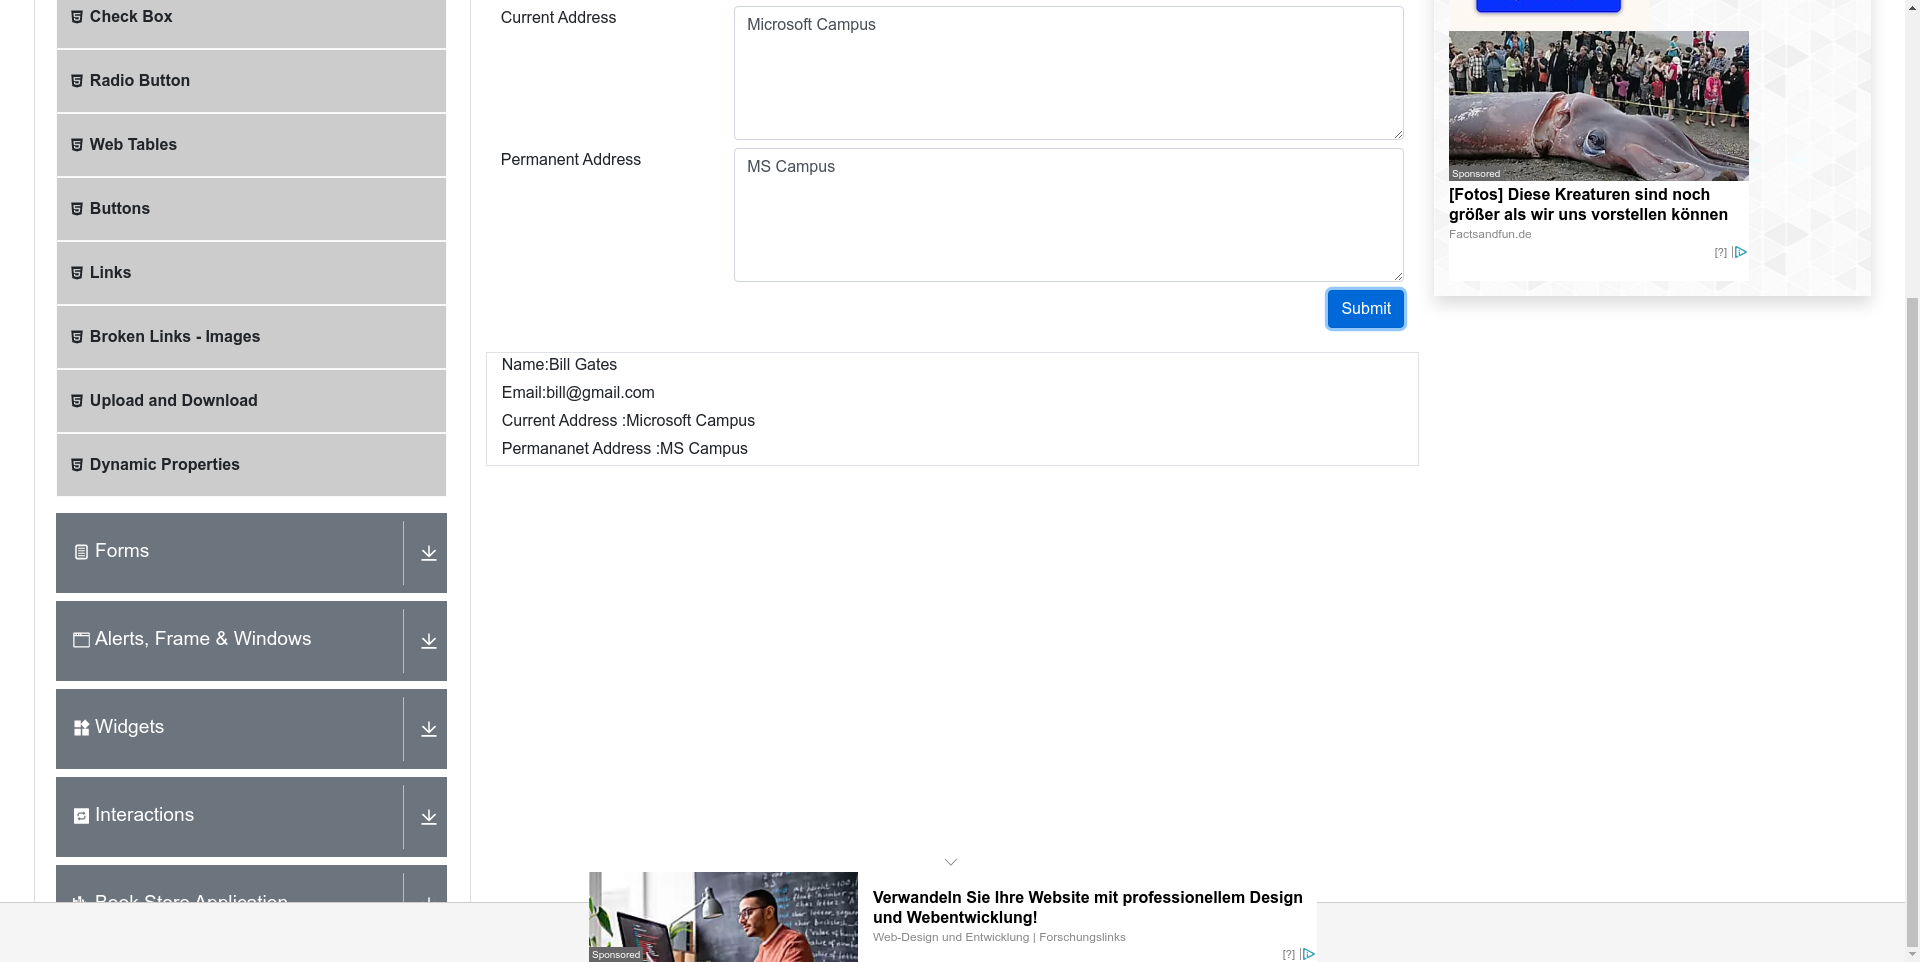 Check Box
Radio Button
Web Tables
Buttons
Links
Broken Links - Images
Upload and Download
Dynamic Properties
Forms
Alerts, Frame & Windows
Widgets
Interactions
Book Store Application
Current Address
Microsoft Campus
Permanent Address
MS Campus
Submit
Name:Bill Gates
Email:bill@gmail.com
Current Address :Microsoft Campus
Permananet Address :MS Campus
Sponsored
[Fotos] Diese Kreaturen sind noch
größer als wir uns vorstellen können
Factsandfun.de
[?]
Sponsored
Verwandeln Sie Ihre Website mit professionellem Design
und Webentwicklung!
Web-Design und Entwicklung | Forschungslinks
[?]